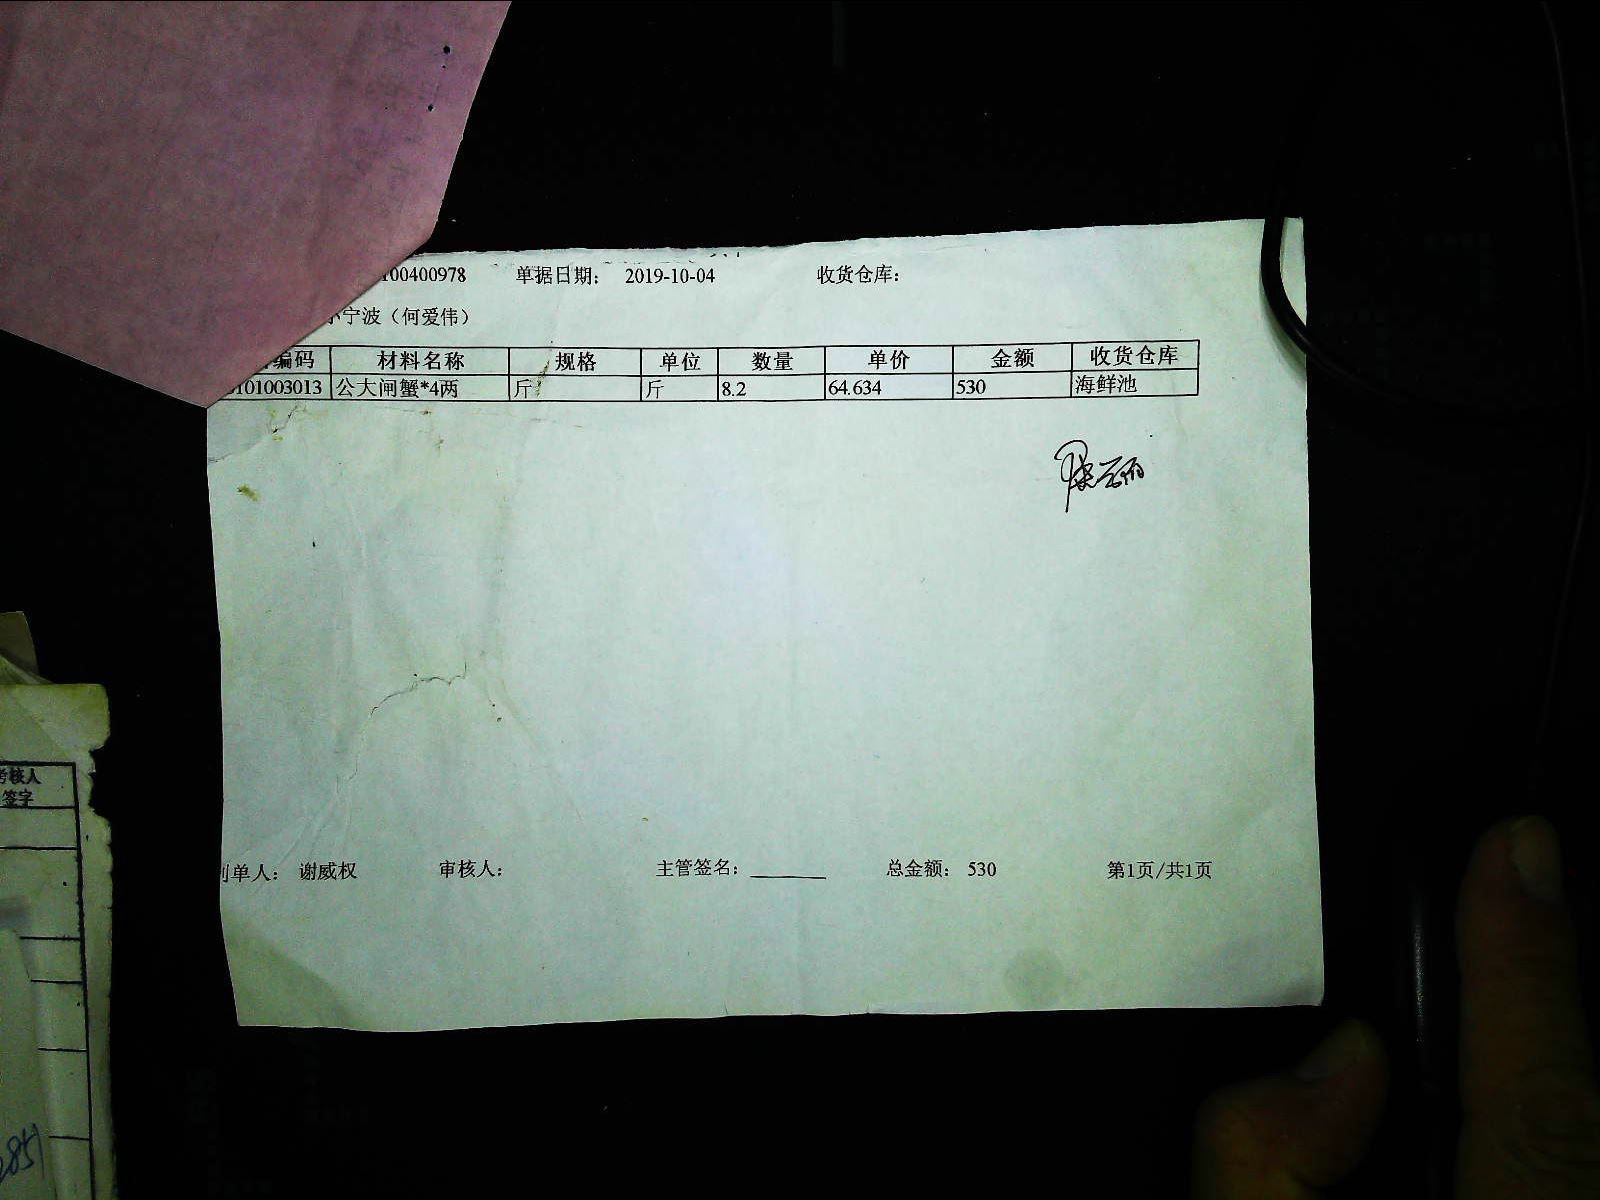 100400978 单据日期： 2019-10-04 收货仓库：
宁波（何爱伟）
编码 材料名称 规格 单位 数量 单价 金额 收货仓库
101003013 公大闸蟹*4两 斤 斤 8.2 64.634 530 海鲜池
单人： 谢威权 审核人： 主管签名： 总金额： 530 第1页/共1页
考核人
签字
2851